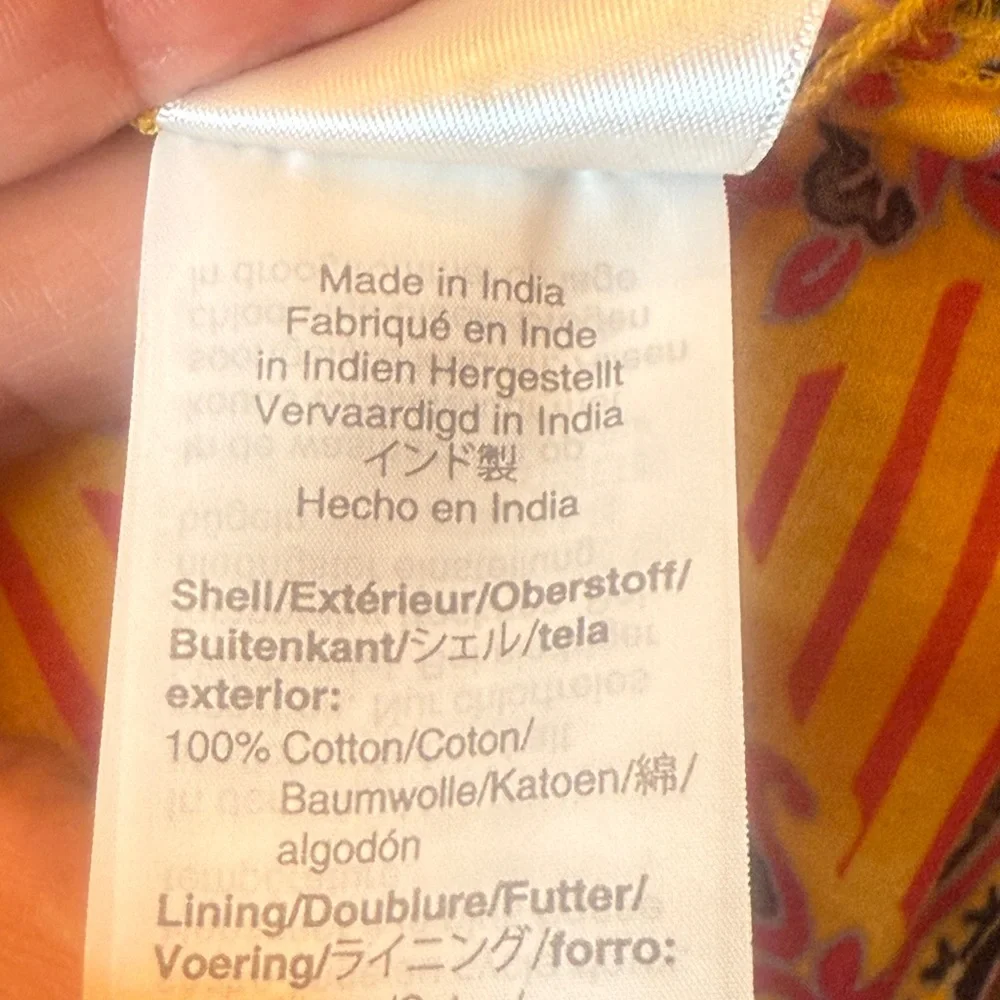 Made in India
Fabriqué en Inde
in Indien Hergestellt
Vervaardigd in India
インド製
Hecho en India
Shell/Extérieur/Oberstoff/
Buitenkant/シェル/tela
exterior:
100% Cotton/Coton/
Baumwolle/Katoen/綿/
algodón
Lining/Doublure/Futter/
Voering/ライニング/forro: